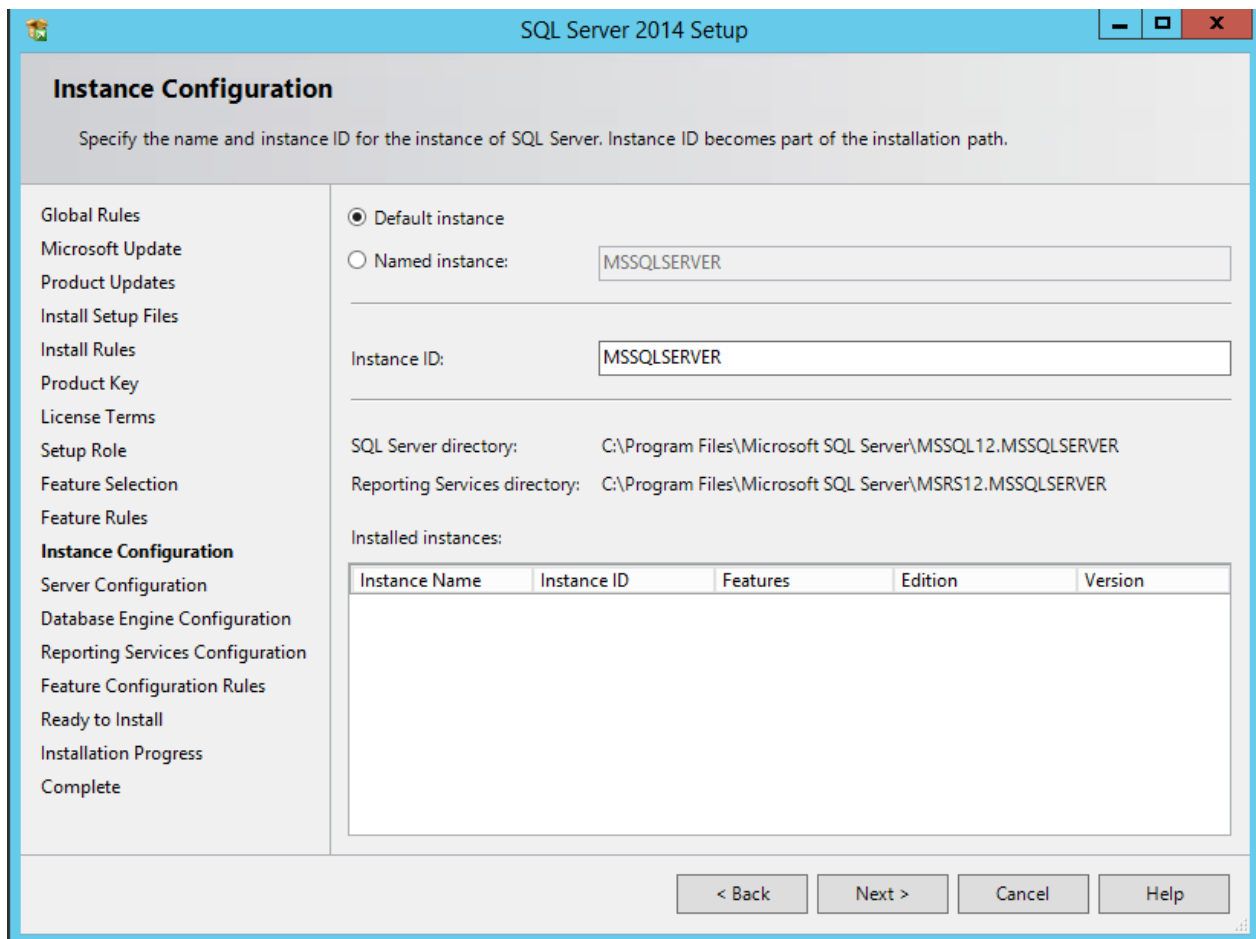 SQL Server 2014 Setup
Instance Configuration
Specify the name and instance ID for the instance of SQL Server. Instance ID becomes part of the installation path.
Global Rules
Microsoft Update
Product Updates
Install Setup Files
Install Rules
Product Key
License Terms
Setup Role
Feature Selection
Feature Rules
Instance Configuration
Server Configuration
Database Engine Configuration
Reporting Services Configuration
Feature Configuration Rules
Ready to Install
Installation Progress
Complete
Default instance
Named instance: MSSQLSERVER
Instance ID: MSSQLSERVER
SQL Server directory: C:\Program Files\Microsoft SQL Server\MSSQL12.MSSQLSERVER
Reporting Services directory: C:\Program Files\Microsoft SQL Server\MSRS12.MSSQLSERVER
Installed instances:
Instance Name Instance ID Features Edition Version
< Back Next > Cancel Help